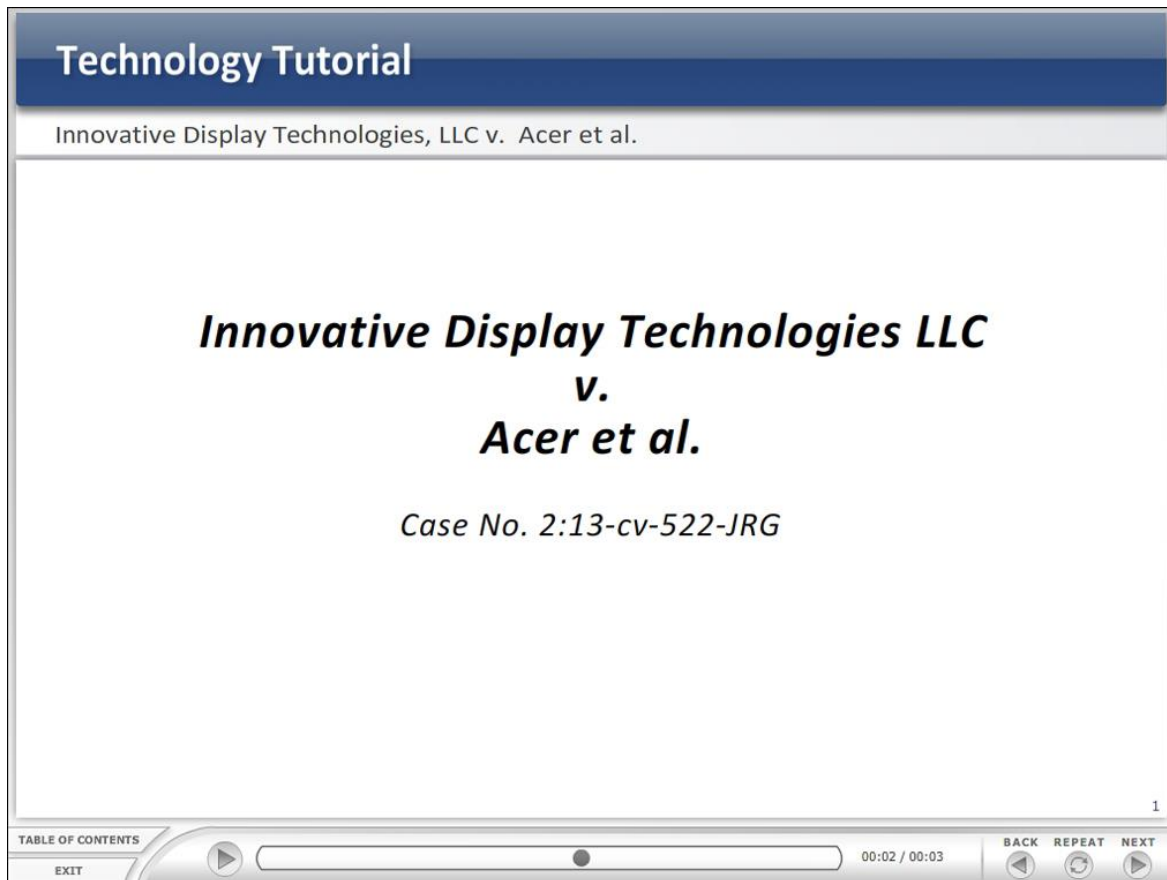 Technology Tutorial
Innovative Display Technologies, LLC v.  Acer et al.
Innovative Display Technologies LLC
v.
Acer et al.
Case No. 2:13-cv-522-JRG
1
TABLE OF CONTENTS
EXIT
00:02 / 00:03
BACK REPEAT NEXT